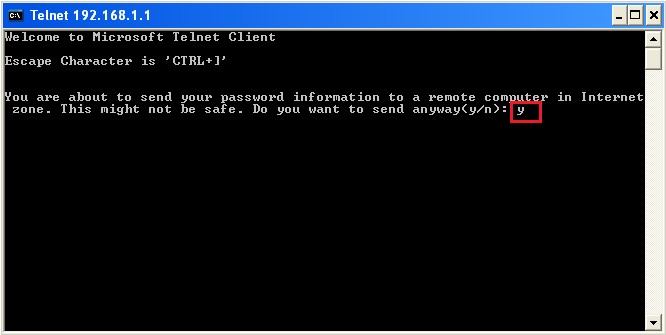 Telnet 192.168.1.1
Welcome to Microsoft Telnet Client
Escape Character is 'CTRL+]'
You are about to send your password information to a remote computer in Internet
zone. This might not be safe. Do you want to send anyway(y/n): y